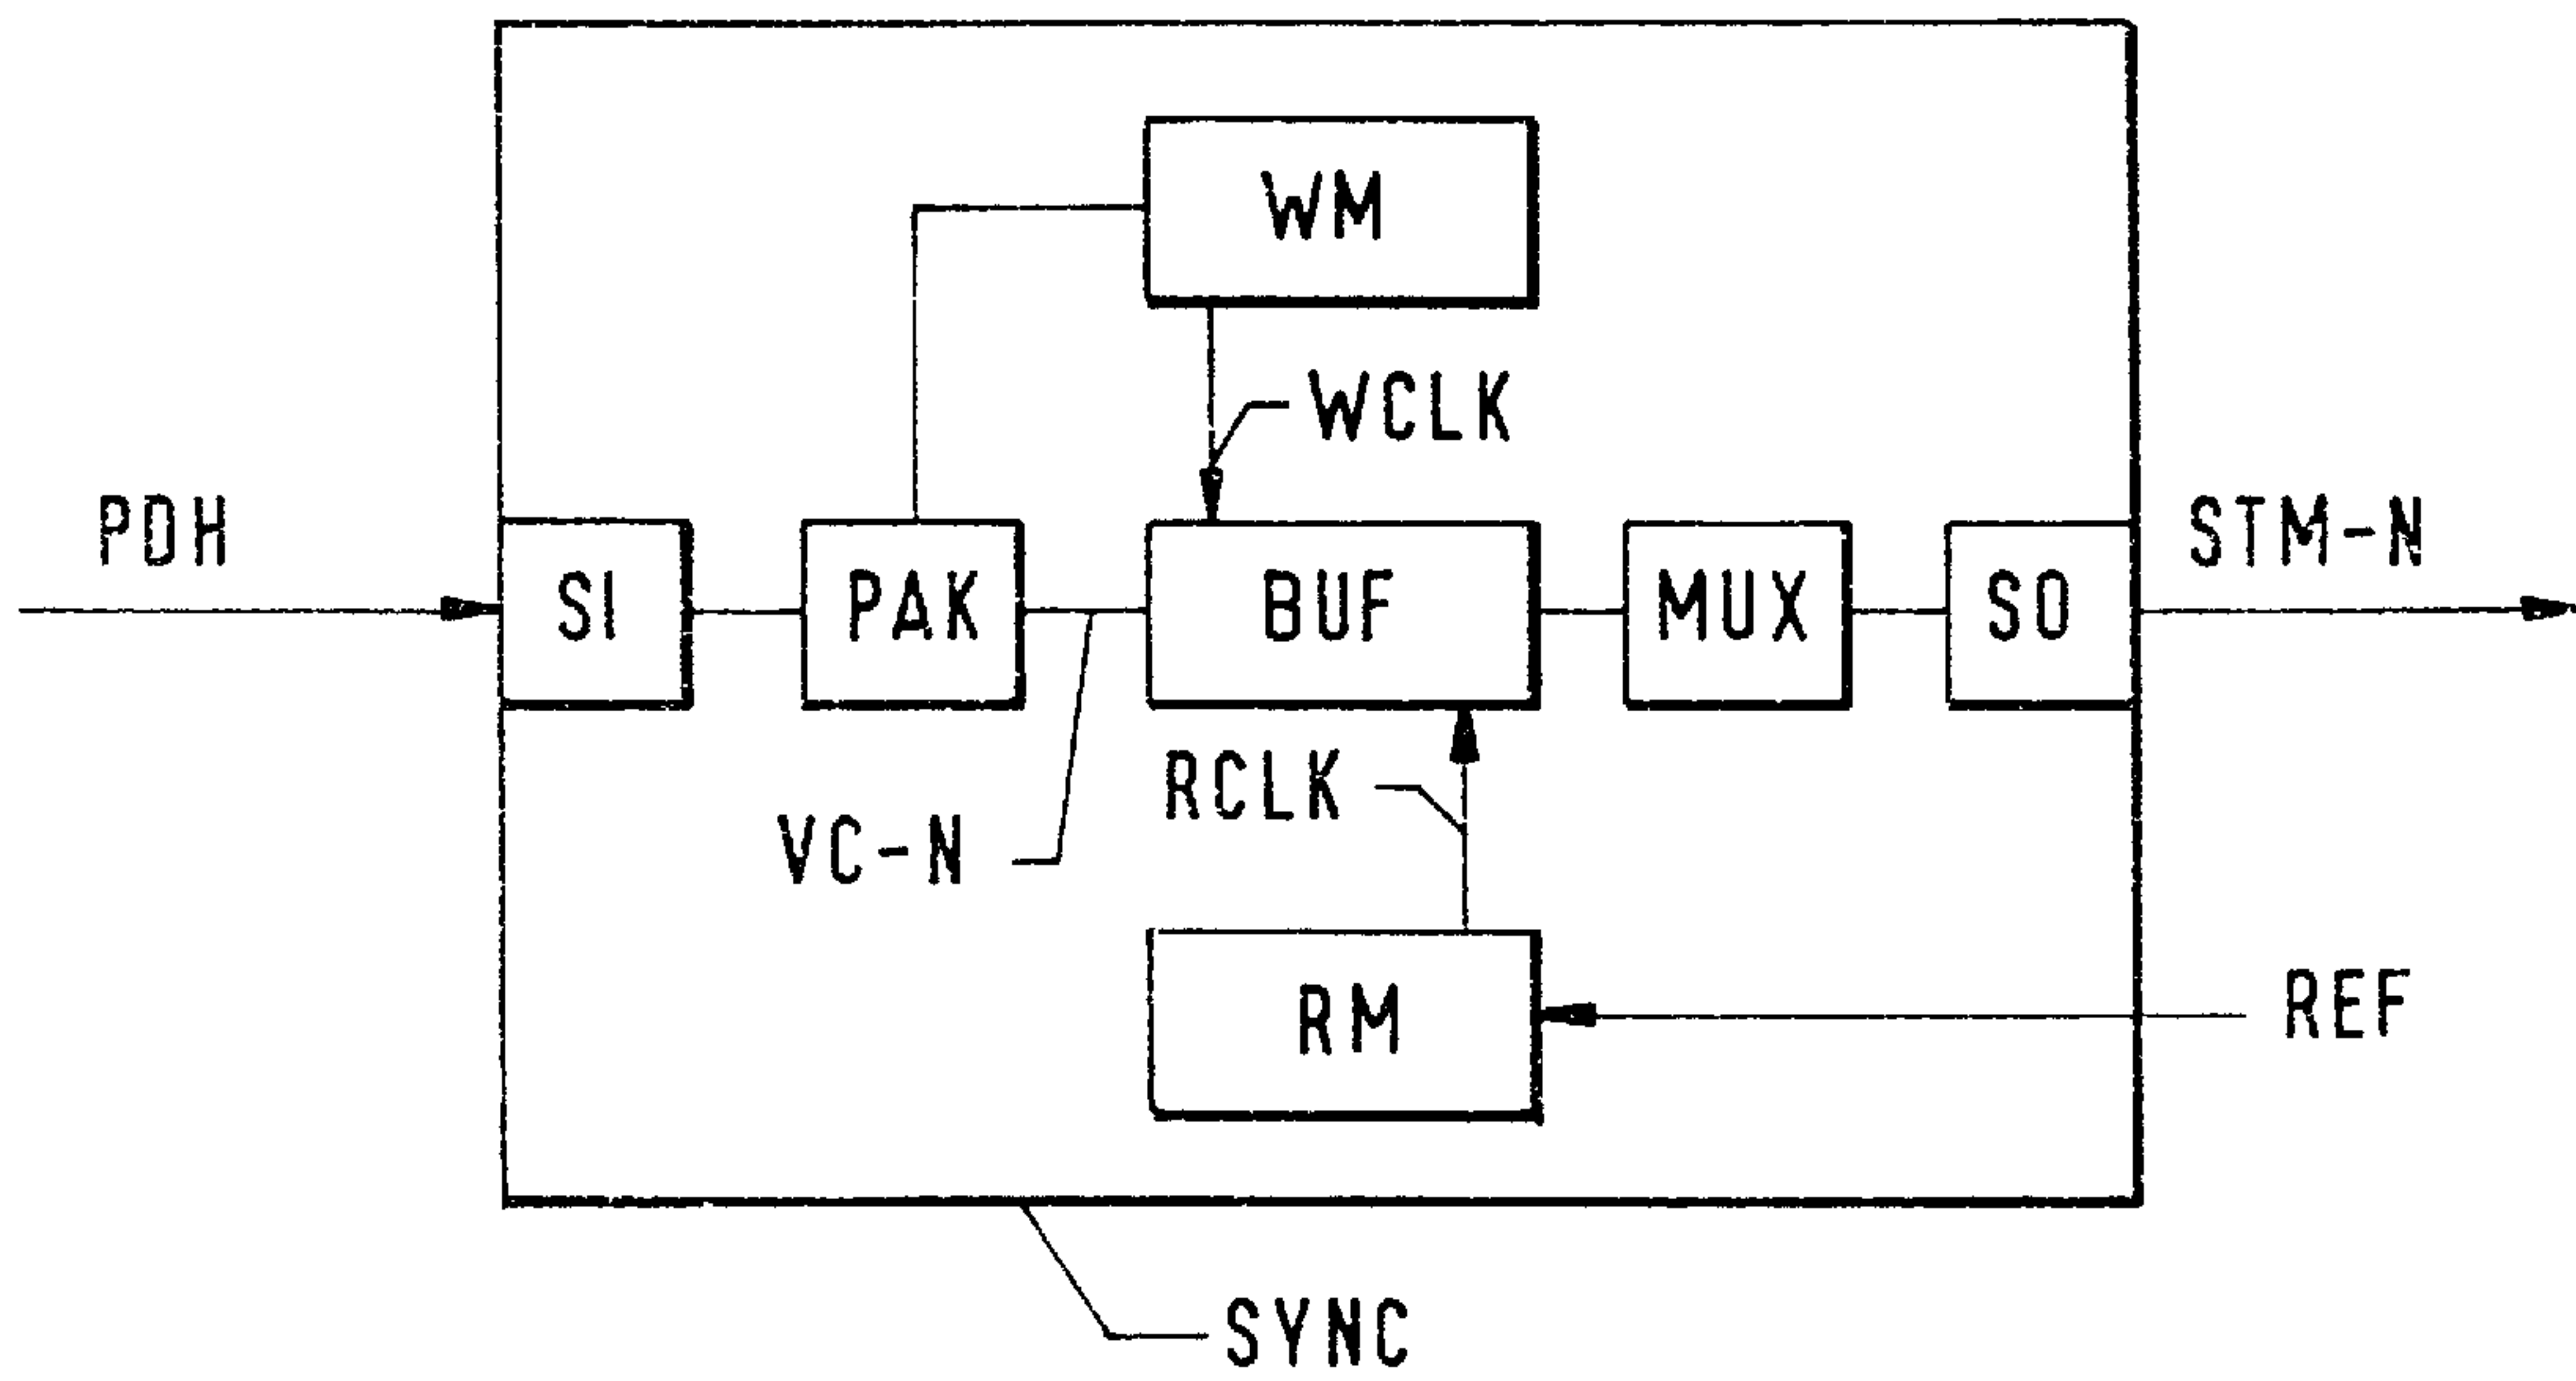 WM
WCLK
PDH
STM-N
SI
PAK
BUF
MUX
SO
RCLK
VC-N
RM
REF
SYNC